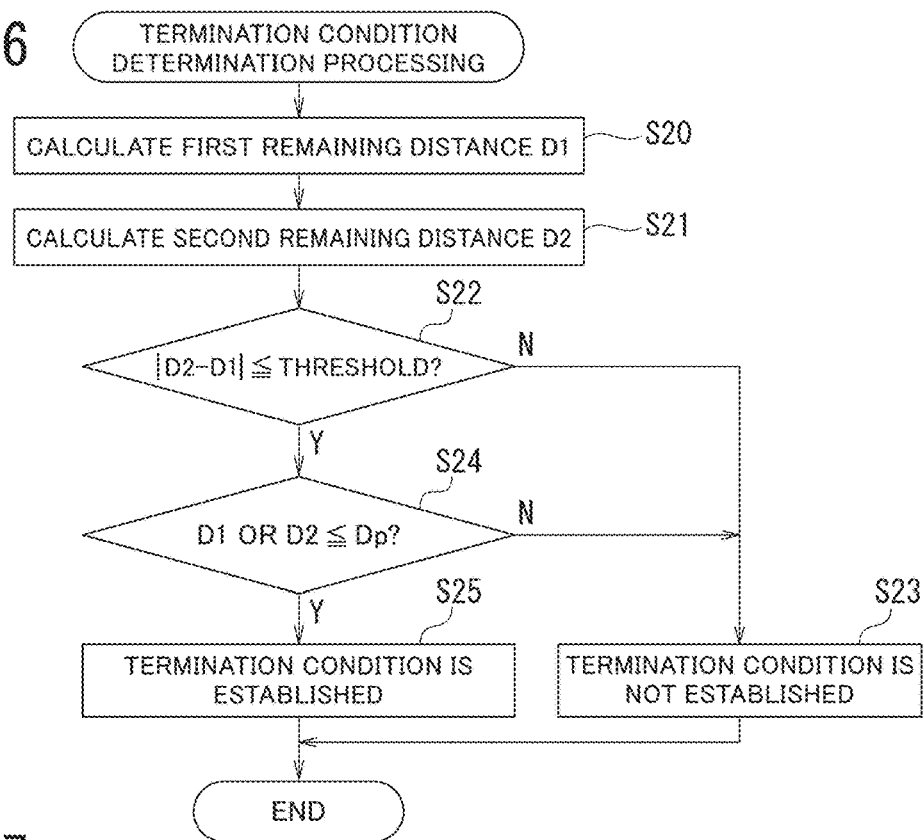 6
TERMINATION CONDITION
DETERMINATION PROCESSING
CALCULATE FIRST REMAINING DISTANCE D1
S20
CALCULATE SECOND REMAINING DISTANCE D2
S21
S22
|D2-D1| ≦ THRESHOLD?
N
Y
S24
D1 OR D2 ≦ Dp?
N
Y
S25
TERMINATION CONDITION IS
ESTABLISHED
S23
TERMINATION CONDITION IS
NOT ESTABLISHED
END